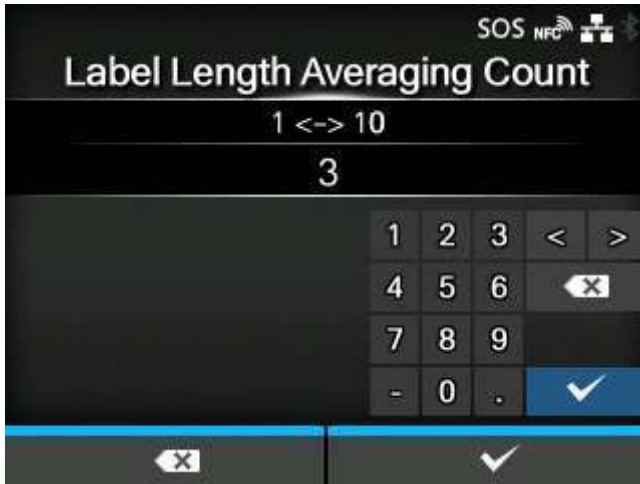 SOS NFC
Label Length Averaging Count
1 <-> 10
3
1 2 3 < >
4 5 6
7 8 9
- 0 .